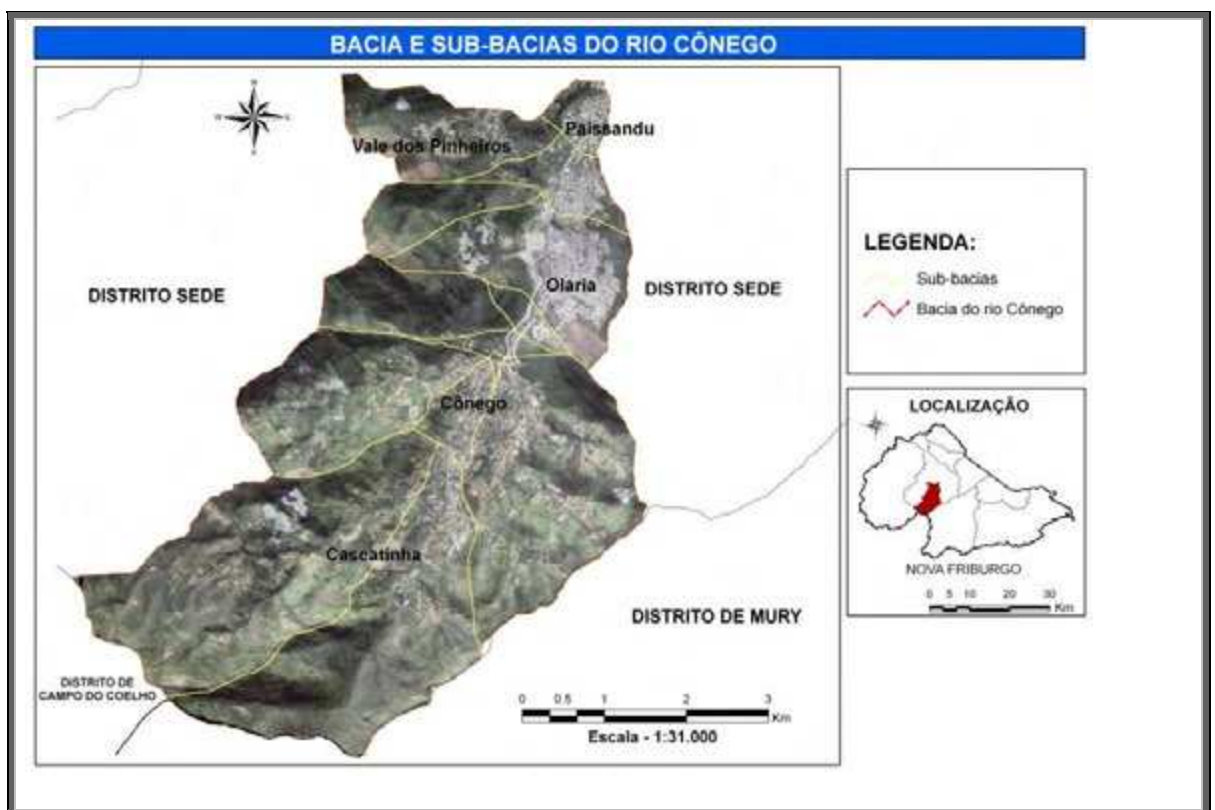 BACIA E SUB-BACIAS DO RIO CÔNEGO
N
W
E
S
Paissandu
Vale dos Pinheiros
DISTRITO SEDE
Olaria
DISTRITO SEDE
Cônego
Cascatinha
DISTRITO DE MURY
DISTRITO DE
CAMPO DO COELHO
0 0.5 1 2 3
Km
Escala - 1:31.000
LEGENDA:
Sub-bacias
Bacia do rio Cônego
LOCALIZAÇÃO
NOVA FRIBURGO
0 5 10 20 30
Km